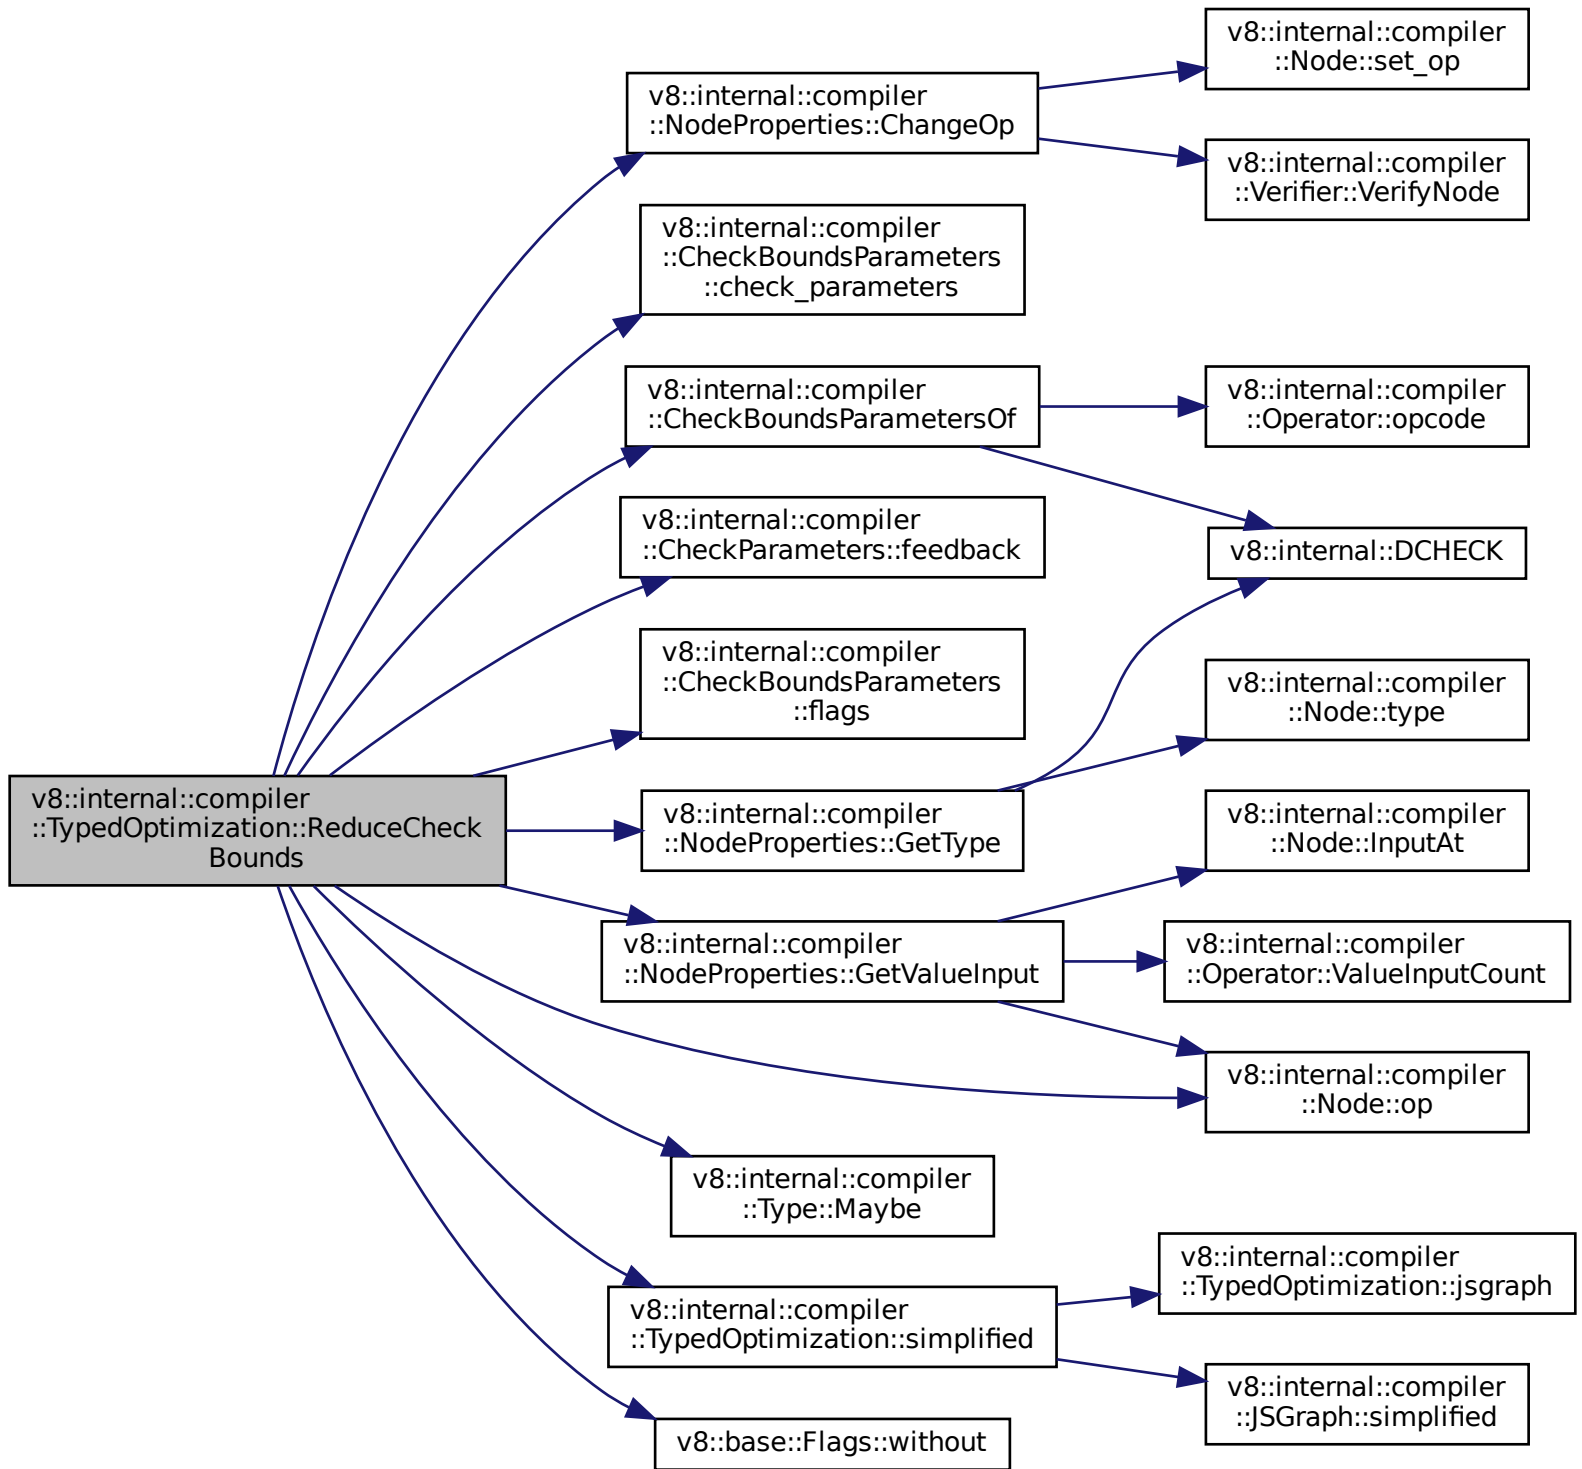 v8::internal::compiler
::TypedOptimization::ReduceCheck
Bounds
v8::internal::compiler
::NodeProperties::ChangeOp
v8::internal::compiler
::CheckBoundsParameters
::check_parameters
v8::internal::compiler
::CheckBoundsParametersOf
v8::internal::compiler
::CheckParameters::feedback
v8::internal::compiler
::CheckBoundsParameters
::flags
v8::internal::compiler
::NodeProperties::GetType
v8::internal::compiler
::NodeProperties::GetValueInput
v8::internal::compiler
::Type::Maybe
v8::internal::compiler
::TypedOptimization::simplified
v8::base::Flags::without
v8::internal::compiler
::Node::set_op
v8::internal::compiler
::Verifier::VerifyNode
v8::internal::compiler
::Operator::opcode
v8::internal::DCHECK
v8::internal::compiler
::Node::type
v8::internal::compiler
::Node::InputAt
v8::internal::compiler
::Operator::ValueInputCount
v8::internal::compiler
::Node::op
v8::internal::compiler
::TypedOptimization::jsgraph
v8::internal::compiler
::JSGraph::simplified